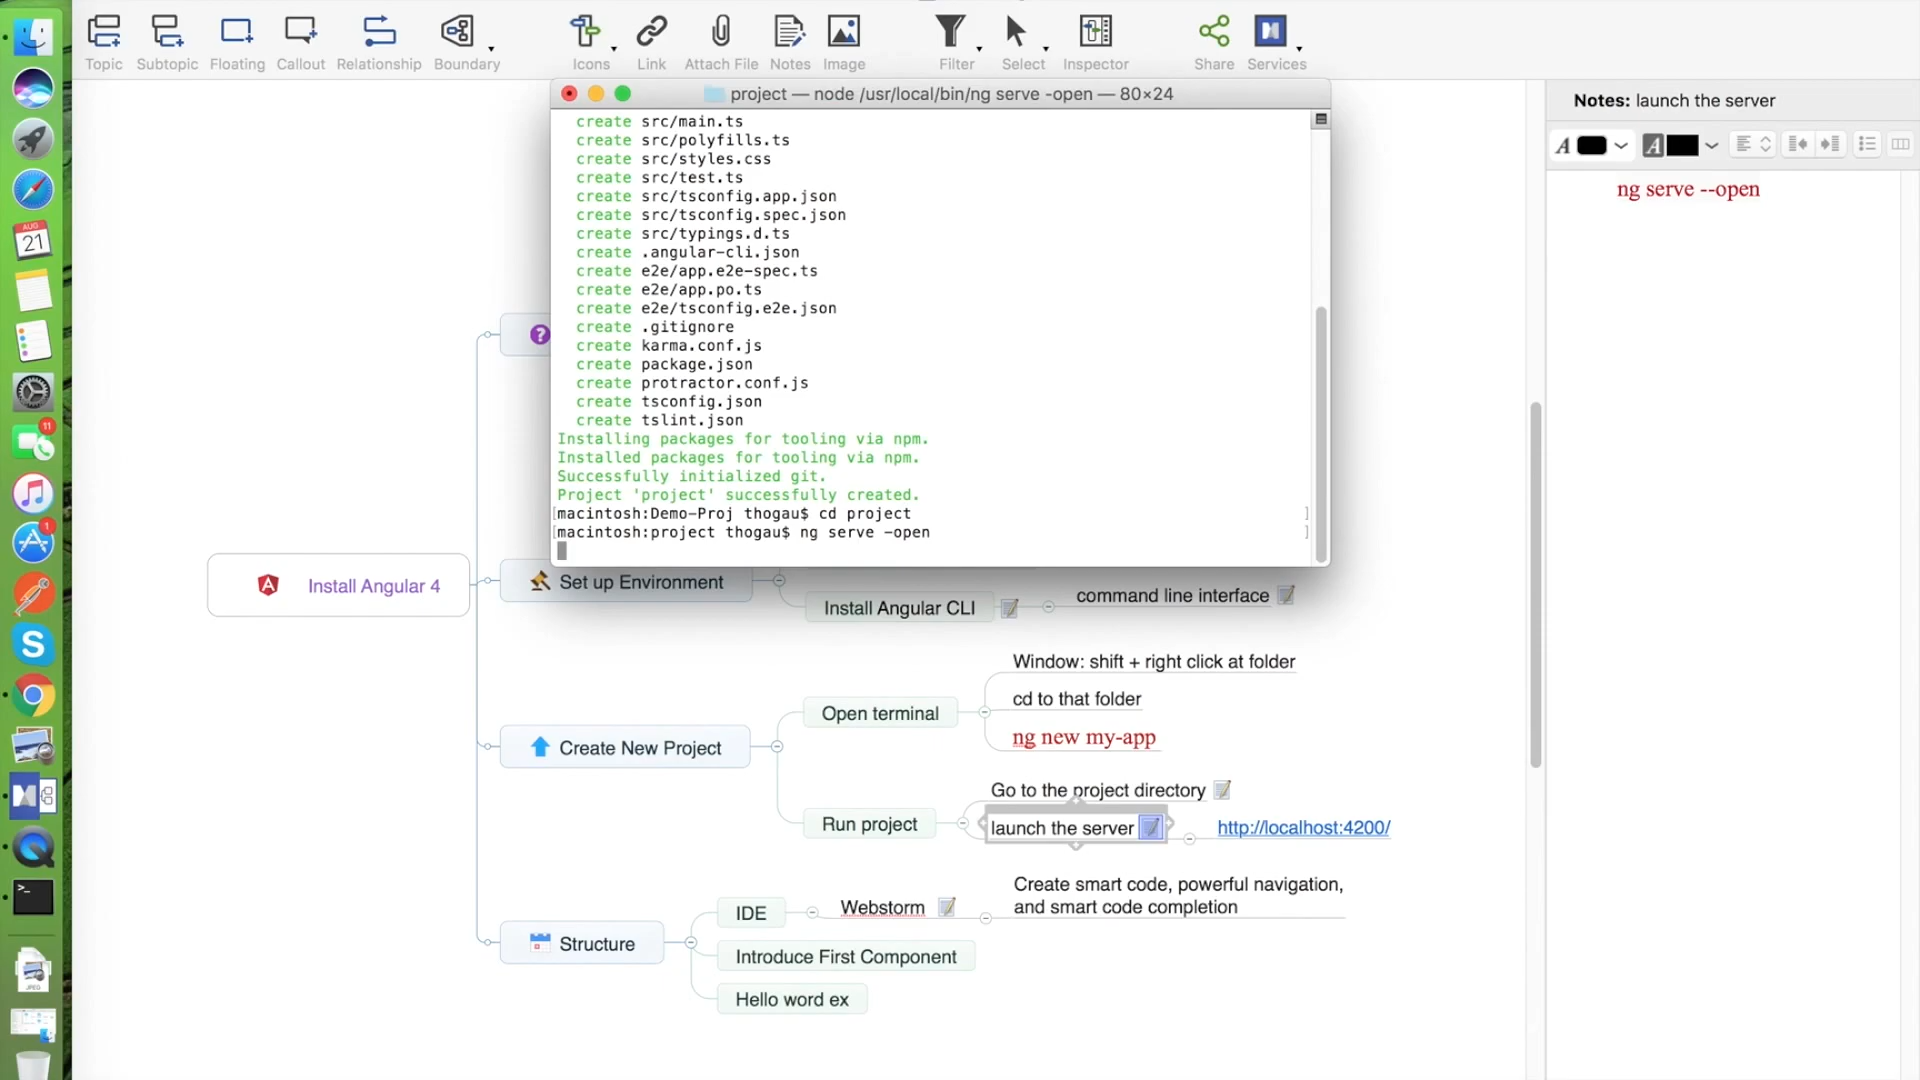 Topic
Subtopic
Floating
Callout
Relationship
Boundary
Icons
Link
Attach File
Notes
Image
Filter
Select
Inspector
Share
Services
project — node /usr/local/bin/ng serve -open — 80×24
create src/main.ts
create src/polyfills.ts
create src/styles.css
create src/test.ts
create src/tsconfig.app.json
create src/tsconfig.spec.json
create src/typings.d.ts
create .angular-cli.json
create e2e/app.e2e-spec.ts
create e2e/app.po.ts
create e2e/tsconfig.e2e.json
create .gitignore
create karma.conf.js
create package.json
create protractor.conf.js
create tsconfig.json
create tslint.json
Installing packages for tooling via npm.
Installed packages for tooling via npm.
Successfully initialized git.
Project 'project' successfully created.
[macintosh:Demo-Proj thogau$ cd project ]
[macintosh:project thogau$ ng serve -open ]
Notes: launch the server
A
A
ng serve --open
AUG
21
11
1
S
JPEG
?
Install Angular 4
Set up Environment
Install Angular CLI
command line interface
Create New Project
Open terminal
Window: shift + right click at folder
cd to that folder
ng new my-app
Run project
Go to the project directory
launch the server
http://localhost:4200/
Structure
IDE
Webstorm
Create smart code, powerful navigation,
and smart code completion
Introduce First Component
Hello word ex